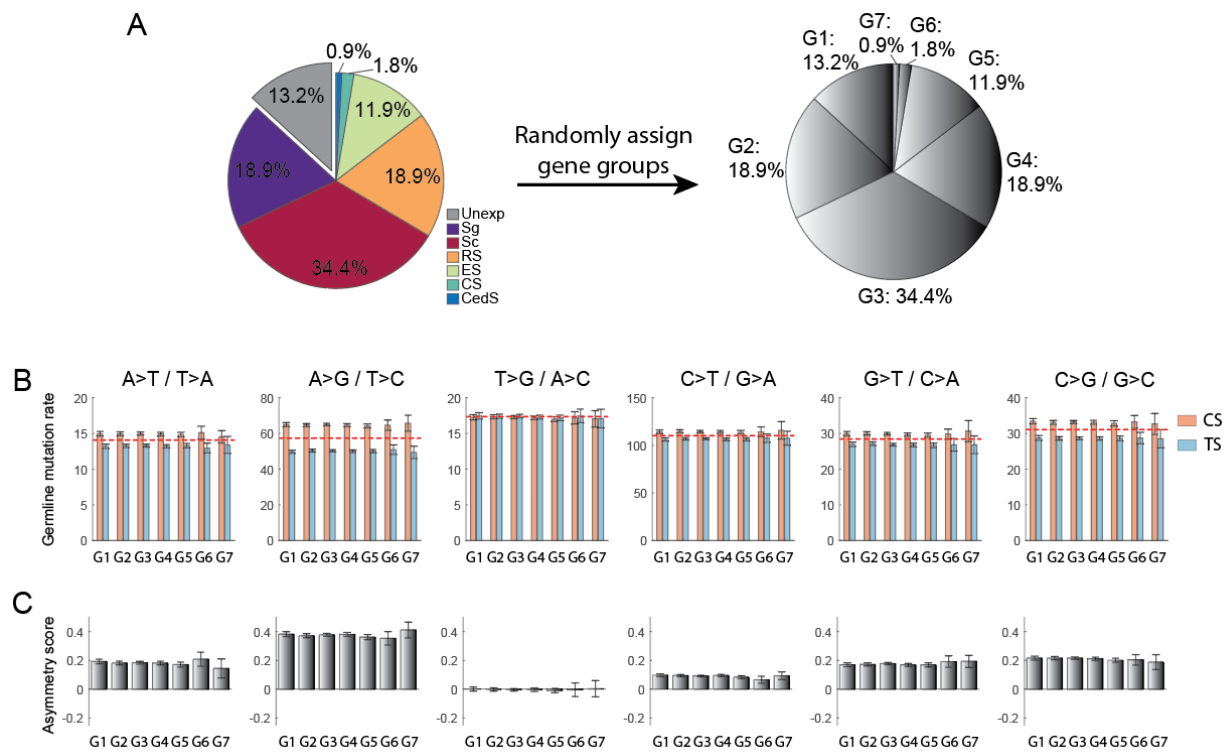 A
0.9%
1.8%
13.2%
11.9%
18.9%
18.9%
34.4%
Unexp
Sg
Sc
RS
ES
CS
CedS
Randomly assign
gene groups
G7:
0.9%
G6:
1.8%
G1:
13.2%
G5:
11.9%
G2:
18.9%
G4:
18.9%
G3: 34.4%
B
A>T / T>A
A>G / T>C
T>G / A>C
C>T / G>A
G>T / C>A
C>G / G>C
Germline mutation rate
20
15
10
5
0
G1 G2 G3 G4 G5 G6 G7
80
60
40
20
0
G1 G2 G3 G4 G5 G6 G7
20
15
10
5
0
G1 G2 G3 G4 G5 G6 G7
150
100
50
0
G1 G2 G3 G4 G5 G6 G7
40
30
20
10
0
G1 G2 G3 G4 G5 G6 G7
40
30
20
10
0
G1 G2 G3 G4 G5 G6 G7
CS
TS
C
Asymmetry score
0.4
0.2
0
-0.2
G1 G2 G3 G4 G5 G6 G7
0.4
0.2
0
-0.2
G1 G2 G3 G4 G5 G6 G7
0.4
0.2
0
-0.2
G1 G2 G3 G4 G5 G6 G7
0.4
0.2
0
-0.2
G1 G2 G3 G4 G5 G6 G7
0.4
0.2
0
-0.2
G1 G2 G3 G4 G5 G6 G7
0.4
0.2
0
-0.2
G1 G2 G3 G4 G5 G6 G7